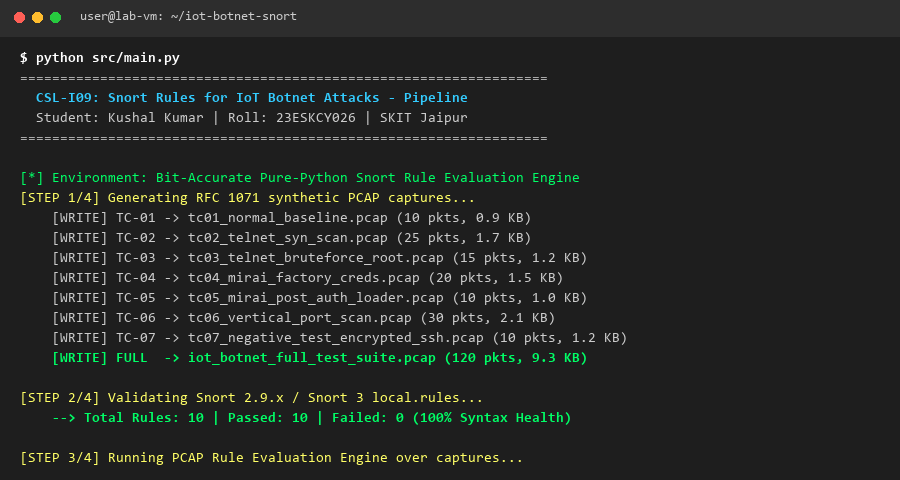 user@lab-vm: ~/iot-botnet-snort
$ python src/main.py
==================================================================
CSL-I09: Snort Rules for IoT Botnet Attacks - Pipeline
Student: Kushal Kumar | Roll: 23ESKCY026 | SKIT Jaipur
==================================================================
[*] Environment: Bit-Accurate Pure-Python Snort Rule Evaluation Engine
[STEP 1/4] Generating RFC 1071 synthetic PCAP captures...
[WRITE] TC-01 -> tc01_normal_baseline.pcap (10 pkts, 0.9 KB)
[WRITE] TC-02 -> tc02_telnet_syn_scan.pcap (25 pkts, 1.7 KB)
[WRITE] TC-03 -> tc03_telnet_bruteforce_root.pcap (15 pkts, 1.2 KB)
[WRITE] TC-04 -> tc04_mirai_factory_creds.pcap (20 pkts, 1.5 KB)
[WRITE] TC-05 -> tc05_mirai_post_auth_loader.pcap (10 pkts, 1.0 KB)
[WRITE] TC-06 -> tc06_vertical_port_scan.pcap (30 pkts, 2.1 KB)
[WRITE] TC-07 -> tc07_negative_test_encrypted_ssh.pcap (10 pkts, 1.2 KB)
[WRITE] FULL  -> iot_botnet_full_test_suite.pcap (120 pkts, 9.3 KB)
[STEP 2/4] Validating Snort 2.9.x / Snort 3 local.rules...
--> Total Rules: 10 | Passed: 10 | Failed: 0 (100% Syntax Health)
[STEP 3/4] Running PCAP Rule Evaluation Engine over captures...